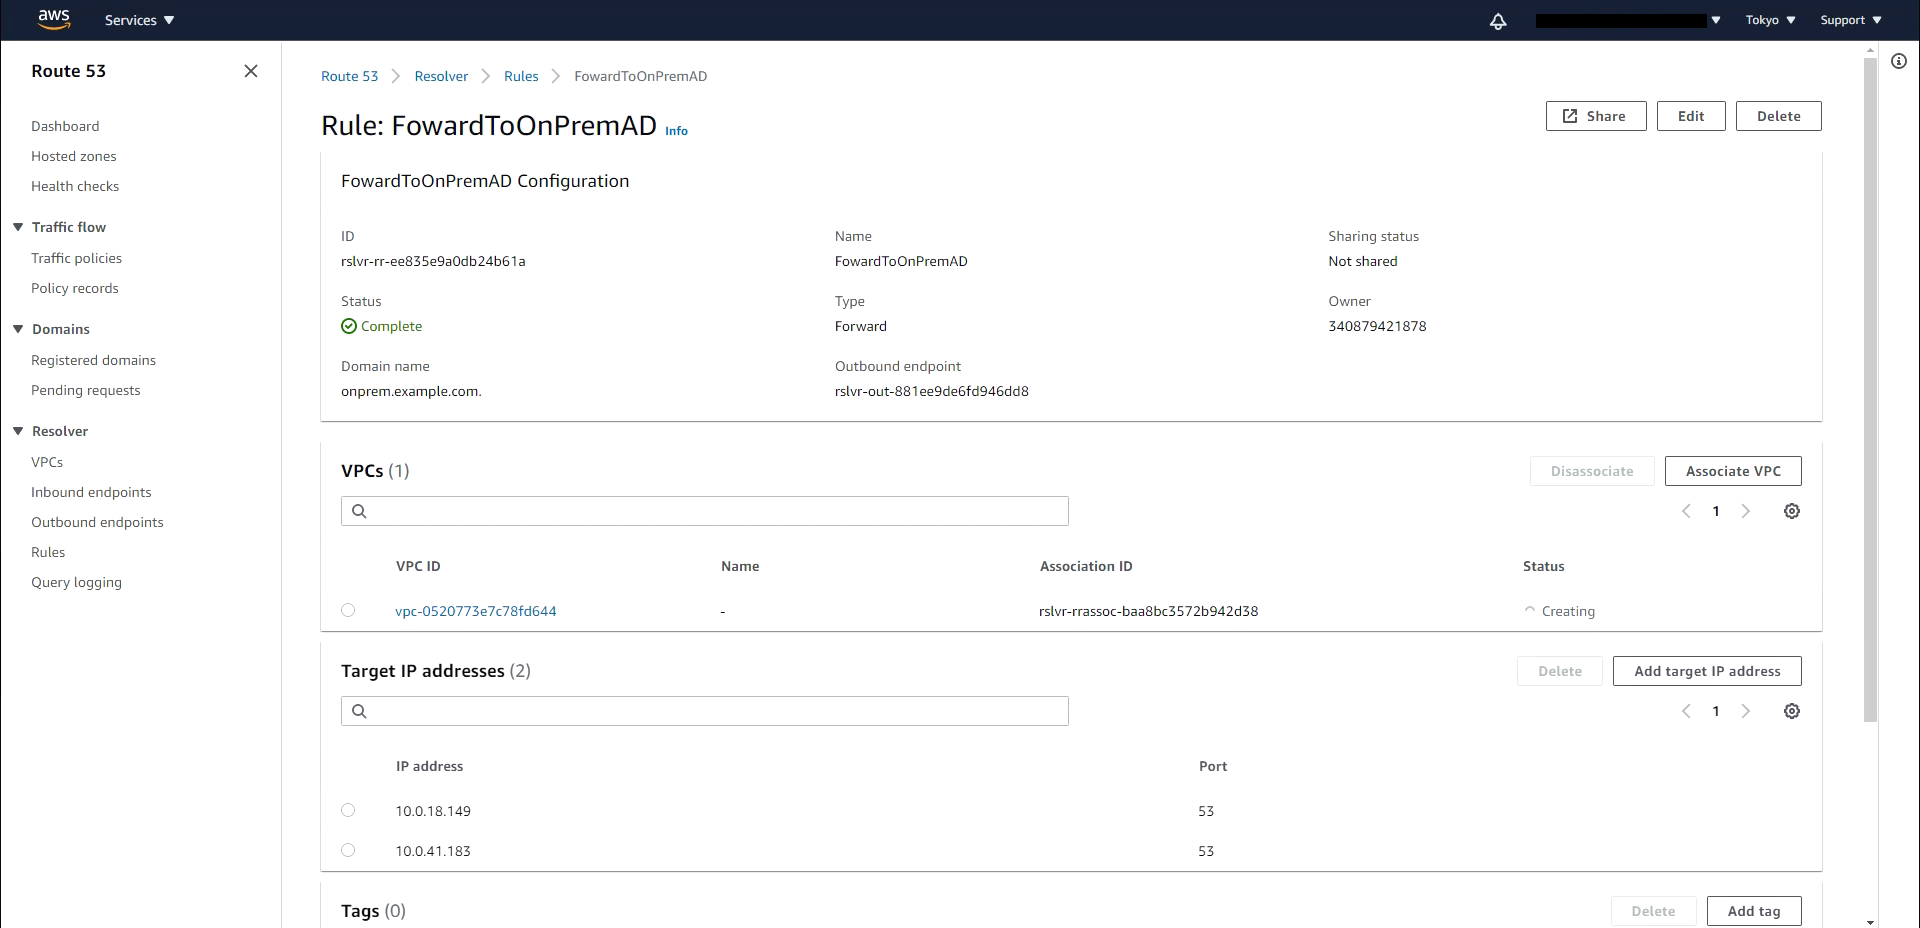 aws Services Tokyo Support
Route 53
Dashboard
Hosted zones
Health checks
Traffic flow
Traffic policies
Policy records
Domains
Registered domains
Pending requests
Resolver
VPCs
Inbound endpoints
Outbound endpoints
Rules
Query logging
Route 53 Resolver Rules FowardToOnPremAD
Rule: FowardToOnPremAD Info
Share Edit Delete
FowardToOnPremAD Configuration
ID Name Sharing status
rslvr-rr-ee835e9a0db24b61a FowardToOnPremAD Not shared
Status Type Owner
Complete Forward 340879421878
Domain name Outbound endpoint
onprem.example.com. rslvr-out-881ee9de6fd946dd8
VPCs (1) Disassociate Associate VPC
1
VPC ID Name Association ID Status
vpc-0520773e7c78fd644 - rslvr-rrassoc-baa8bc3572b942d38 Creating
Target IP addresses (2) Delete Add target IP address
1
IP address Port
10.0.18.149 53
10.0.41.183 53
Tags (0) Delete Add tag